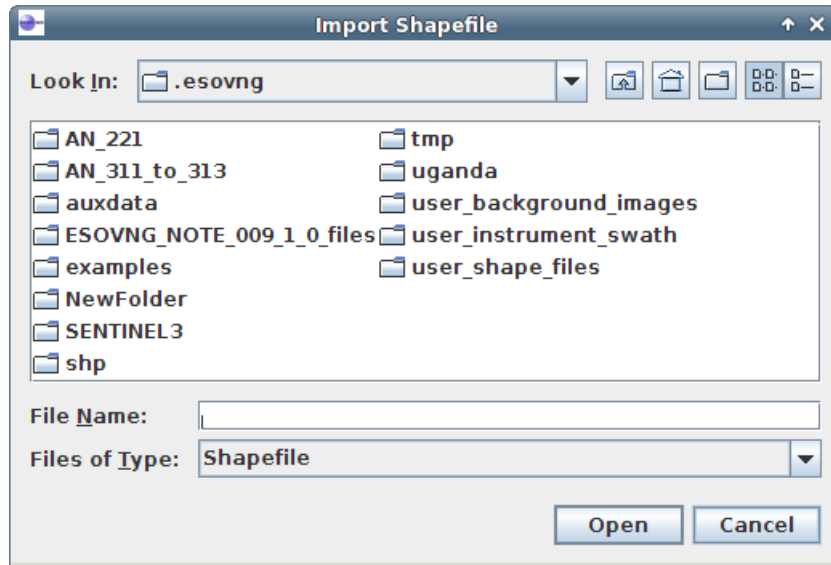 Import Shapefile
Look In: .esovng
AN_221
AN_311_to_313
auxdata
ESOVNG_NOTE_009_1_0_files
examples
NewFolder
SENTINEL3
shp
tmp
uganda
user_background_images
user_instrument_swath
user_shape_files
File Name:
Files of Type: Shapefile
Open Cancel